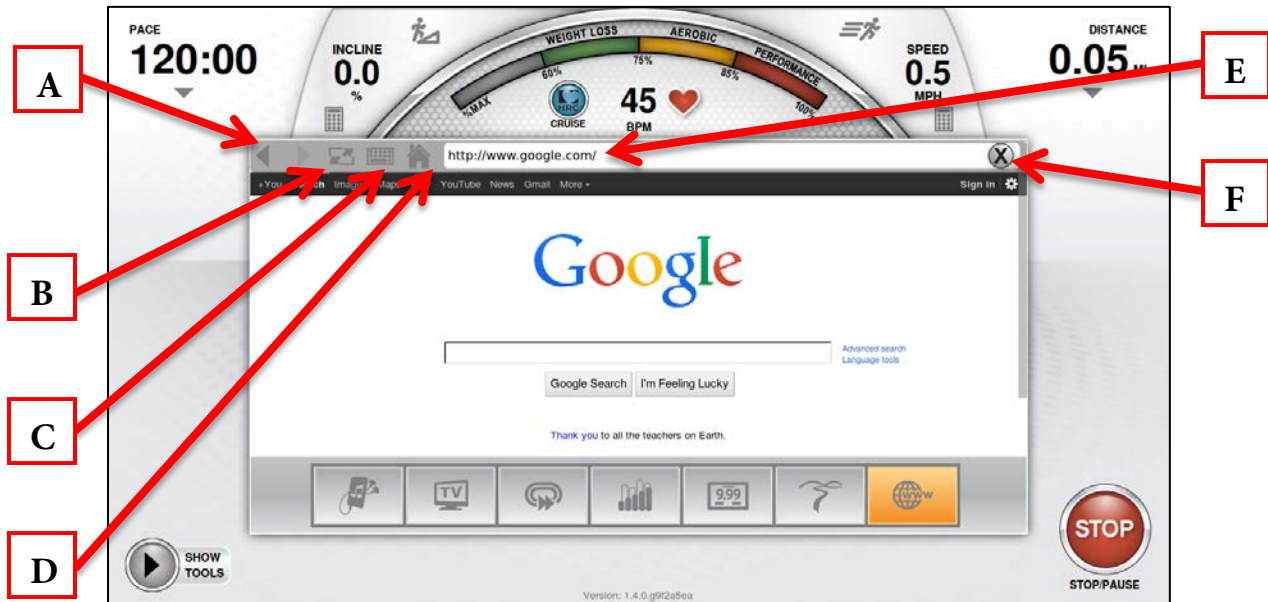 PACE
120:00
INCLINE
0.0
%
WEIGHT LOSS
AEROBIC
PERFORMANCE
%MAX
60%
75%
85%
100%
HRC
CRUISE
45
BPM
SPEED
0.5
MPH
DISTANCE
0.05
A
B
C
D
E
F
http://www.google.com/
X
+You
YouTube News Gmail More
Sign in
Google
Advanced search
Language tools
Google Search
I'm Feeling Lucky
Thank you to all the teachers on Earth.
TV
9.99
www
SHOW
TOOLS
STOP
STOP/PAUSE
Version: 1.4.0.g9f2a5ea